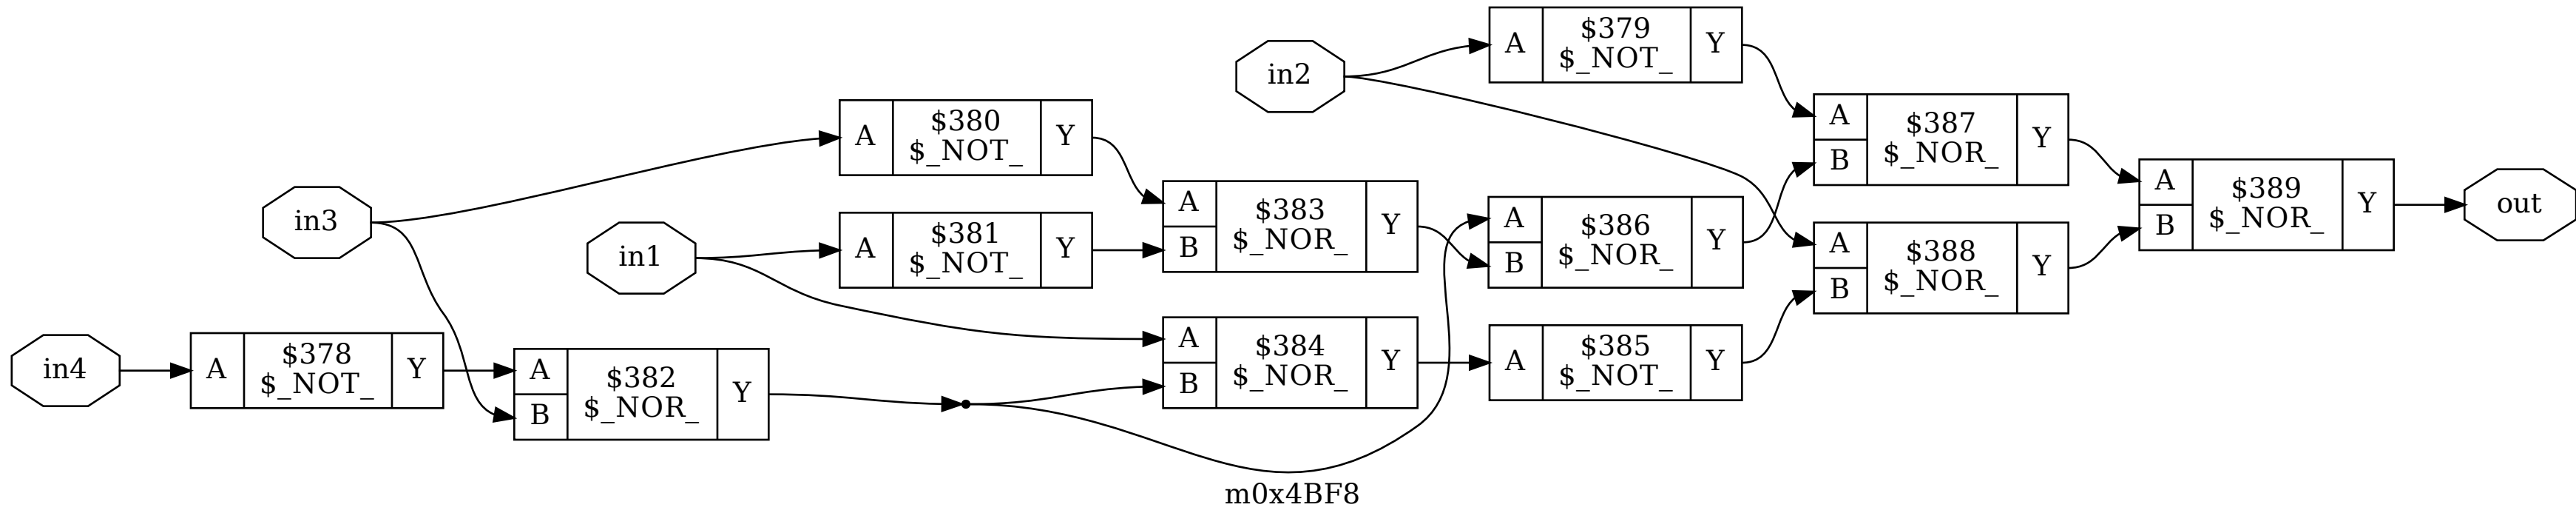 in2
A $379 $_NOT_ Y
A B $387 $_NOR_ Y
in3
A $380 $_NOT_ Y
in1
A $381 $_NOT_ Y
A B $383 $_NOR_ Y
A B $386 $_NOR_ Y
A B $388 $_NOR_ Y
A B $389 $_NOR_ Y
out
in4
A $378 $_NOT_ Y
A B $382 $_NOR_ Y
A B $384 $_NOR_ Y
A $385 $_NOT_ Y
m0x4BF8